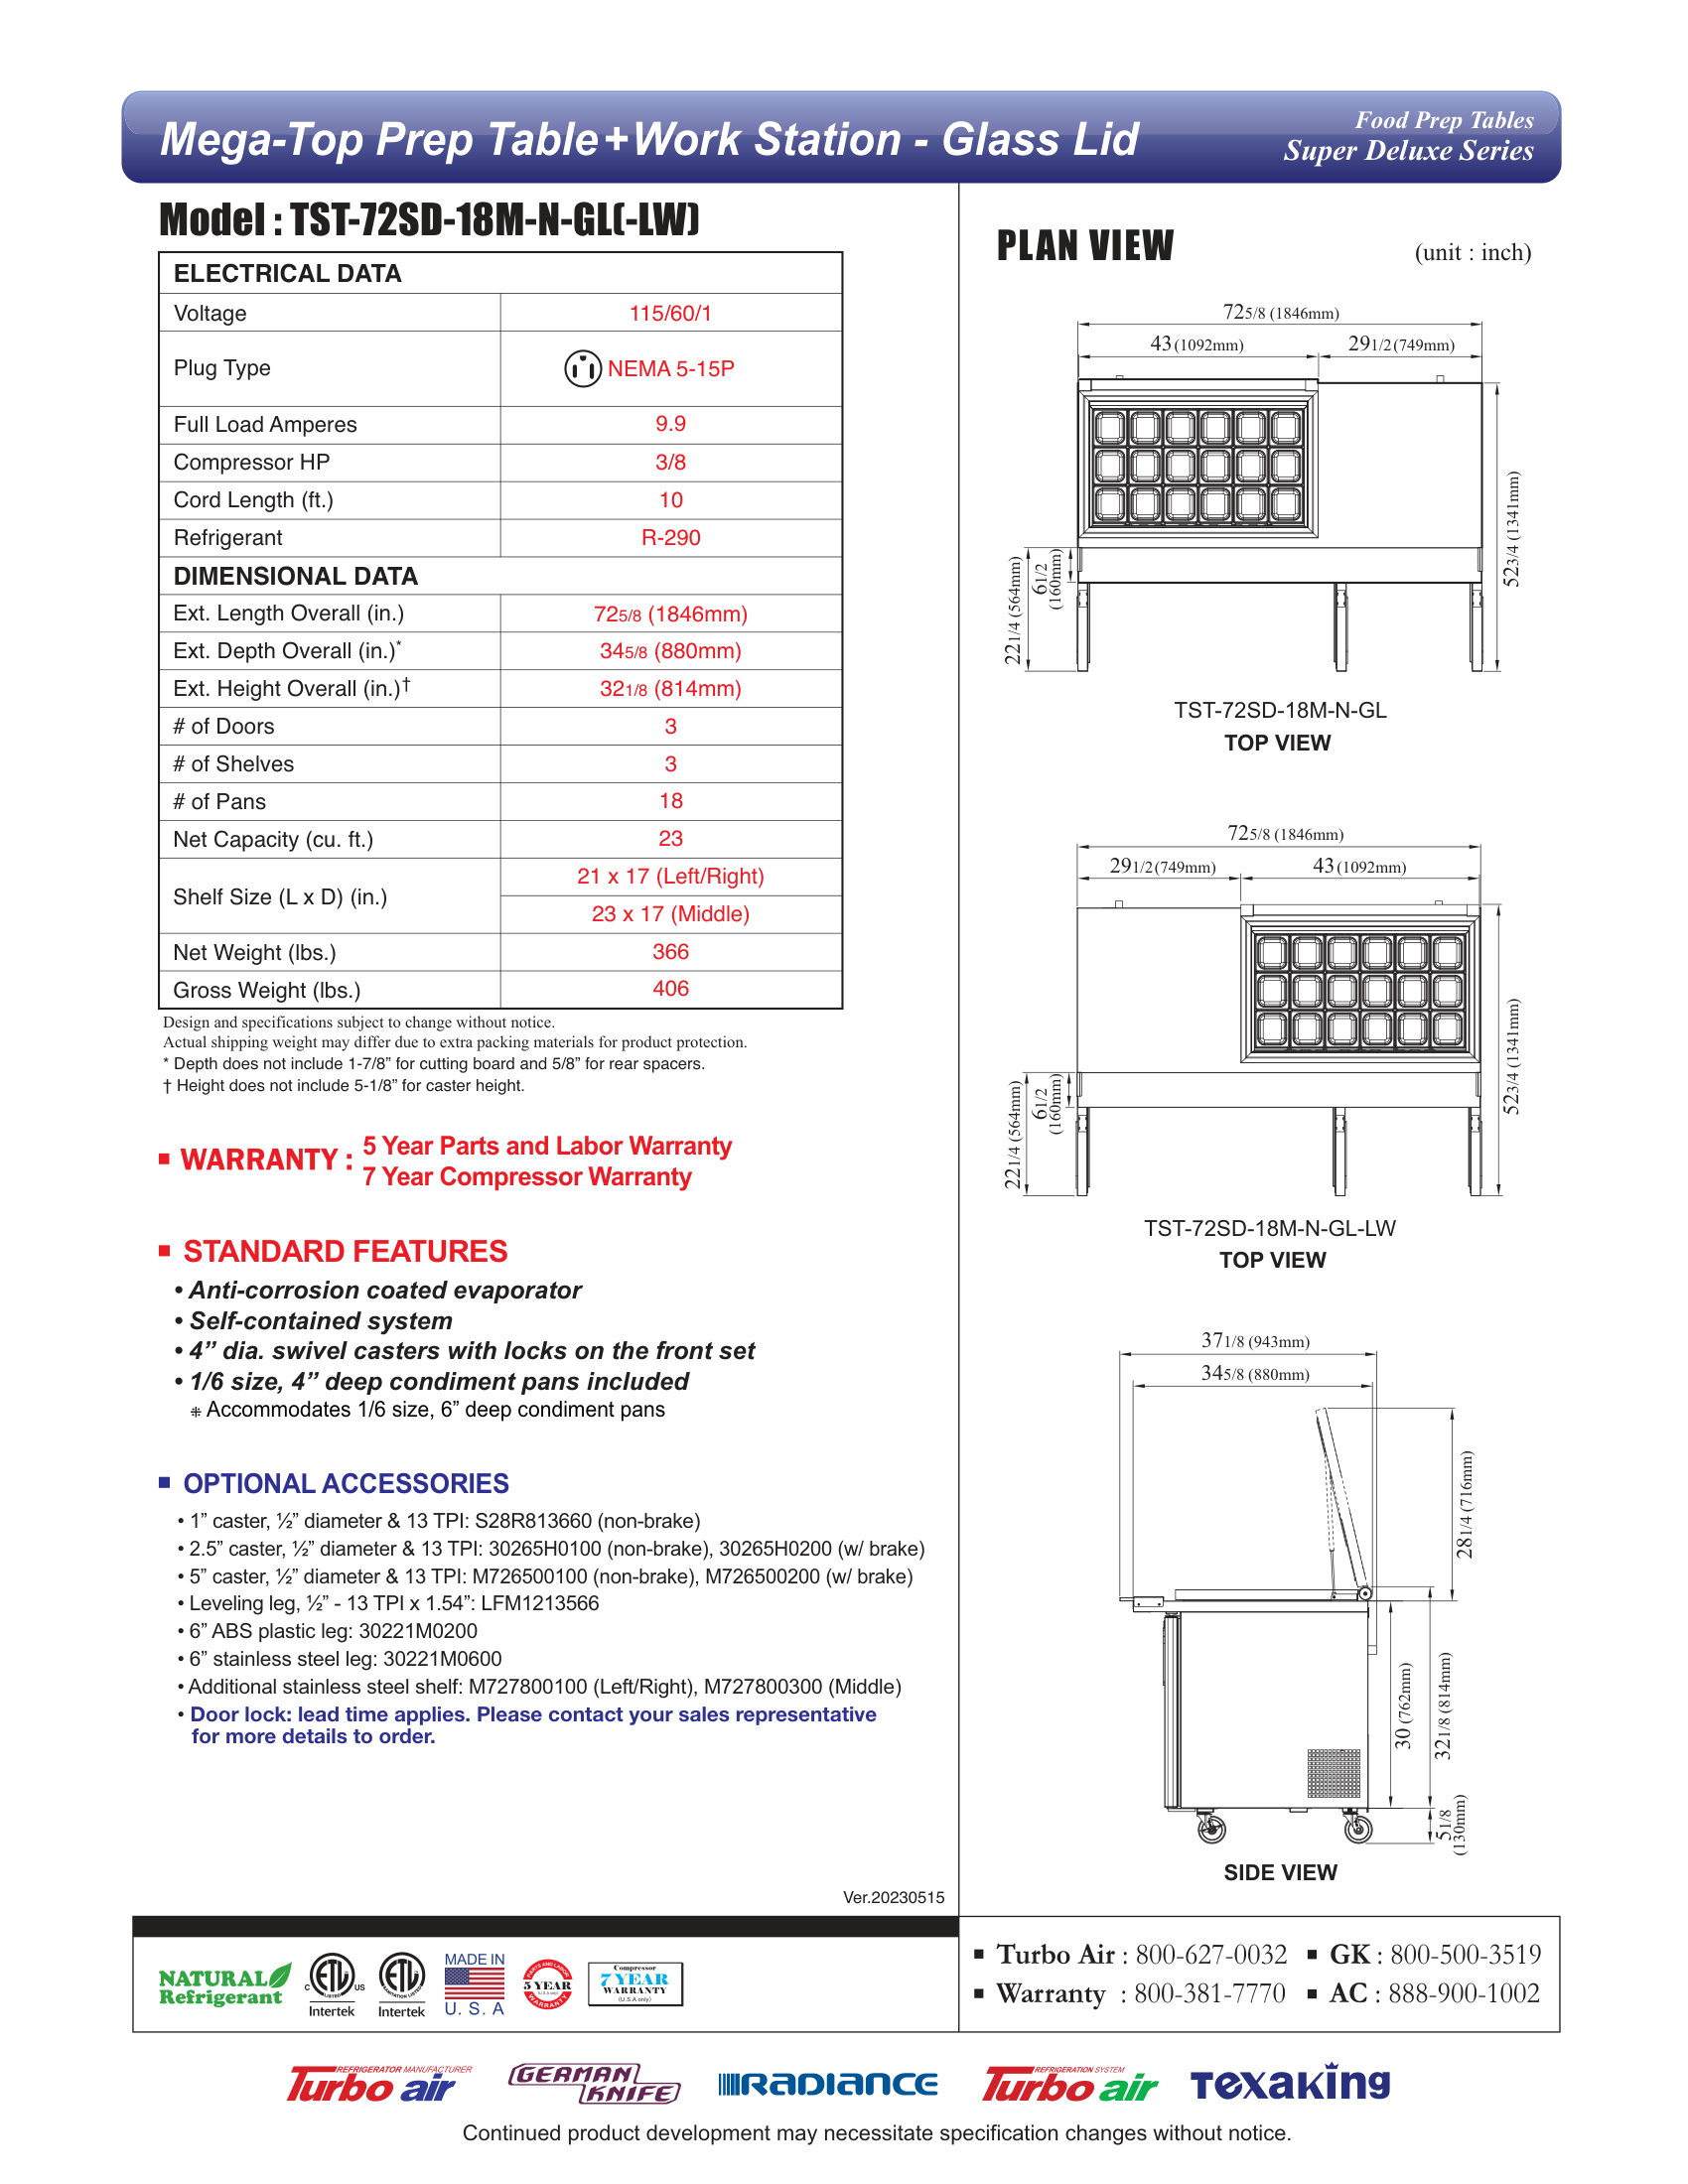 Mega-Top Prep Table+Work Station - Glass Lid
Food Prep Tables
Super Deluxe Series
Model : TST-72SD-18M-N-GL(-LW)
ELECTRICAL DATA
Voltage 115/60/1
Plug Type NEMA 5-15P
Full Load Amperes 9.9
Compressor HP 3/8
Cord Length (ft.) 10
Refrigerant R-290
DIMENSIONAL DATA
Ext. Length Overall (in.) 72 5/8 (1846mm)
Ext. Depth Overall (in.)* 34 5/8 (880mm)
Ext. Height Overall (in.)† 32 1/8 (814mm)
# of Doors 3
# of Shelves 3
# of Pans 18
Net Capacity (cu. ft.) 23
Shelf Size (L x D) (in.) 21 x 17 (Left/Right)
23 x 17 (Middle)
Net Weight (lbs.) 366
Gross Weight (lbs.) 406
Design and specifications subject to change without notice.
Actual shipping weight may differ due to extra packing materials for product protection.
* Depth does not include 1-7/8” for cutting board and 5/8” for rear spacers.
† Height does not include 5-1/8” for caster height.
■ WARRANTY : 5 Year Parts and Labor Warranty
7 Year Compressor Warranty
■ STANDARD FEATURES
• Anti-corrosion coated evaporator
• Self-contained system
• 4” dia. swivel casters with locks on the front set
• 1/6 size, 4” deep condiment pans included
⁜ Accommodates 1/6 size, 6” deep condiment pans
■ OPTIONAL ACCESSORIES
• 1” caster, ½” diameter & 13 TPI: S28R813660 (non-brake)
• 2.5” caster, ½” diameter & 13 TPI: 30265H0100 (non-brake), 30265H0200 (w/ brake)
• 5” caster, ½” diameter & 13 TPI: M726500100 (non-brake), M726500200 (w/ brake)
• Leveling leg, ½” - 13 TPI x 1.54”: LFM1213566
• 6” ABS plastic leg: 30221M0200
• 6” stainless steel leg: 30221M0600
• Additional stainless steel shelf: M727800100 (Left/Right), M727800300 (Middle)
• Door lock: lead time applies. Please contact your sales representative
for more details to order.
Ver.20230515
PLAN VIEW
(unit : inch)
72 5/8 (1846mm)
43 (1092mm)
29 1/2 (749mm)
22 1/4 (564mm)
6 1/2
(160mm)
52 3/4 (1341mm)
TST-72SD-18M-N-GL
TOP VIEW
72 5/8 (1846mm)
29 1/2 (749mm)
43 (1092mm)
22 1/4 (564mm)
6 1/2
(160mm)
52 3/4 (1341mm)
TST-72SD-18M-N-GL-LW
TOP VIEW
37 1/8 (943mm)
34 5/8 (880mm)
28 1/4 (716mm)
30 (762mm)
32 1/8 (814mm)
5 1/8
(130mm)
SIDE VIEW
NATURAL
Refrigerant
C ETL US
LISTED
Intertek
ETL
SANITATION LISTED
Intertek
MADE IN
U. S. A
PARTS AND LABOR
5 YEAR
WARRANTY
Compressor
7 YEAR
WARRANTY
(U.S.A only)
■ Turbo Air : 800-627-0032
■ GK : 800-500-3519
■ Warranty : 800-381-7770
■ AC : 888-900-1002
REFRIGERATOR MANUFACTURER
Turbo air
GERMAN
KNIFE
RADIANCE
REFRIGERATION SYSTEM
Turbo air
Texaking
Continued product development may necessitate specification changes without notice.